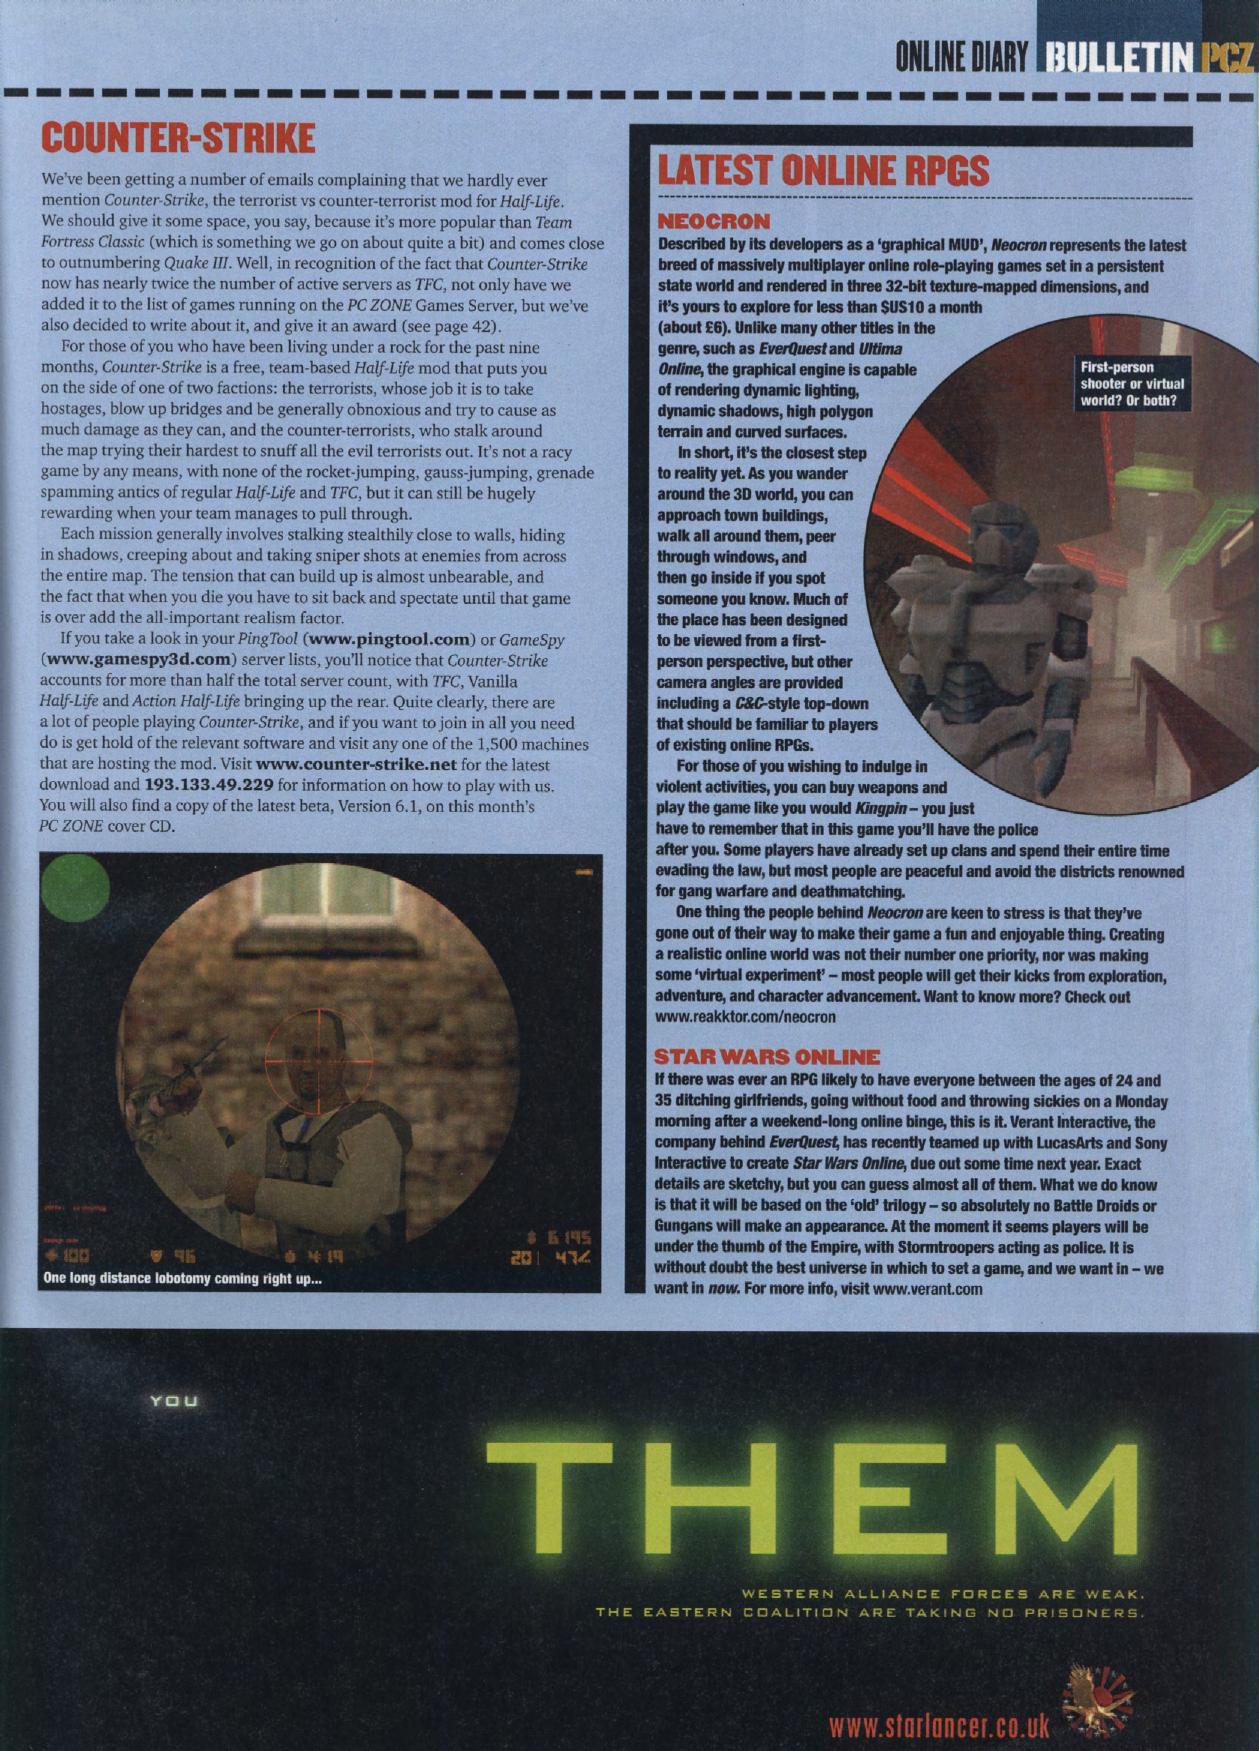 ONLINE DIARY BULLETIN PCZ
COUNTER-STRIKE
We've been getting a number of emails complaining that we hardly ever
mention Counter-Strike, the terrorist vs counter-terrorist mod for Half-Life.
We should give it some space, you say, because it's more popular than Team
Fortress Classic (which is something we go on about quite a bit) and comes close
to outnumbering Quake III. Well, in recognition of the fact that Counter-Strike
now has nearly twice the number of active servers as TFC, not only have we
added it to the list of games running on the PC ZONE Games Server, but we've
also decided to write about it, and give it an award (see page 42).
For those of you who have been living under a rock for the past nine
months, Counter-Strike is a free, team-based Half-Life mod that puts you
on the side of one of two factions: the terrorists, whose job it is to take
hostages, blow up bridges and be generally obnoxious and try to cause as
much damage as they can, and the counter-terrorists, who stalk around
the map trying their hardest to snuff all the evil terrorists out. It's not a racy
game by any means, with none of the rocket-jumping, gauss-jumping, grenade
spamming antics of regular Half-Life and TFC, but it can still be hugely
rewarding when your team manages to pull through.
Each mission generally involves stalking stealthily close to walls, hiding
in shadows, creeping about and taking sniper shots at enemies from across
the entire map. The tension that can build up is almost unbearable, and
the fact that when you die you have to sit back and spectate until that game
is over add the all-important realism factor.
If you take a look in your PingTool (www.pingtool.com) or GameSpy
(www.gamespy3d.com) server lists, you'll notice that Counter-Strike
accounts for more than half the total server count, with TFC, Vanilla
Half-Life and Action Half-Life bringing up the rear. Quite clearly, there are
a lot of people playing Counter-Strike, and if you want to join in all you need
do is get hold of the relevant software and visit any one of the 1,500 machines
that are hosting the mod. Visit www.counter-strike.net for the latest
download and 193.133.49.229 for information on how to play with us.
You will also find a copy of the latest beta, Version 6.1, on this month's
PC ZONE cover CD.
100 96 4:19 20| 47
One long distance lobotomy coming right up...
LATEST ONLINE RPGS
NEOCRON
Described by its developers as a 'graphical MUD', Neocron represents the latest
breed of massively multiplayer online role-playing games set in a persistent
state world and rendered in three 32-bit texture-mapped dimensions, and
it's yours to explore for less than $US10 a month
(about £6). Unlike many other titles in the
genre, such as EverQuest and Ultima
Online, the graphical engine is capable
of rendering dynamic lighting,
dynamic shadows, high polygon
terrain and curved surfaces.
In short, it's the closest step
to reality yet. As you wander
around the 3D world, you can
approach town buildings,
walk all around them, peer
through windows, and
then go inside if you spot
someone you know. Much of
the place has been designed
to be viewed from a first-
person perspective, but other
camera angles are provided
including a C&C-style top-down
that should be familiar to players
of existing online RPGs.
For those of you wishing to indulge in
violent activities, you can buy weapons and
play the game like you would Kingpin – you just
have to remember that in this game you'll have the police
after you. Some players have already set up clans and spend their entire time
evading the law, but most people are peaceful and avoid the districts renowned
for gang warfare and deathmatching.
One thing the people behind Neocron are keen to stress is that they've
gone out of their way to make their game a fun and enjoyable thing. Creating
a realistic online world was not their number one priority, nor was making
some 'virtual experiment' – most people will get their kicks from exploration,
adventure, and character advancement. Want to know more? Check out
www.reakktor.com/neocron
First-person
shooter or virtual
world? Or both?
STAR WARS ONLINE
If there was ever an RPG likely to have everyone between the ages of 24 and
35 ditching girlfriends, going without food and throwing sickies on a Monday
morning after a weekend-long online binge, this is it. Verant Interactive, the
company behind EverQuest, has recently teamed up with LucasArts and Sony
Interactive to create Star Wars Online, due out some time next year. Exact
details are sketchy, but you can guess almost all of them. What we do know
is that it will be based on the 'old' trilogy – so absolutely no Battle Droids or
Gungans will make an appearance. At the moment it seems players will be
under the thumb of the Empire, with Stormtroopers acting as police. It is
without doubt the best universe in which to set a game, and we want in – we
want in now. For more info, visit www.verant.com
YOU
THEM
WESTERN ALLIANCE FORCES ARE WEAK.
THE EASTERN COALITION ARE TAKING NO PRISONERS.
www.starlancer.co.uk